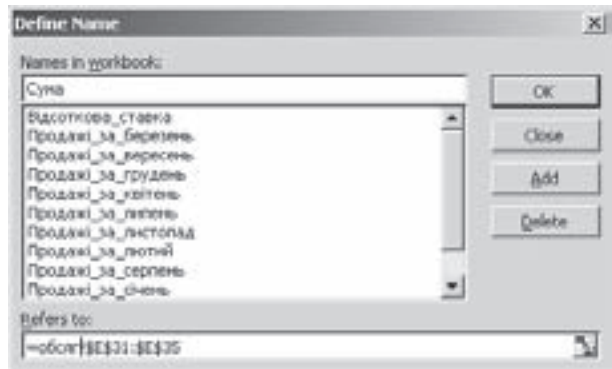 Define Name
Names in workbook:
Сума
OK
Відсоткова_ставка
Продажі_за_березень
Close
Продажі_за_вересень
Продажі_за_грудень
Add
Продажі_за_квітень
Продажі_за_липень
Delete
Продажі_за_листопад
Продажі_за_лютий
Продажі_за_серпень
Продажі_за_січень
Refers to:
=обсяг!$E$31:$E$35